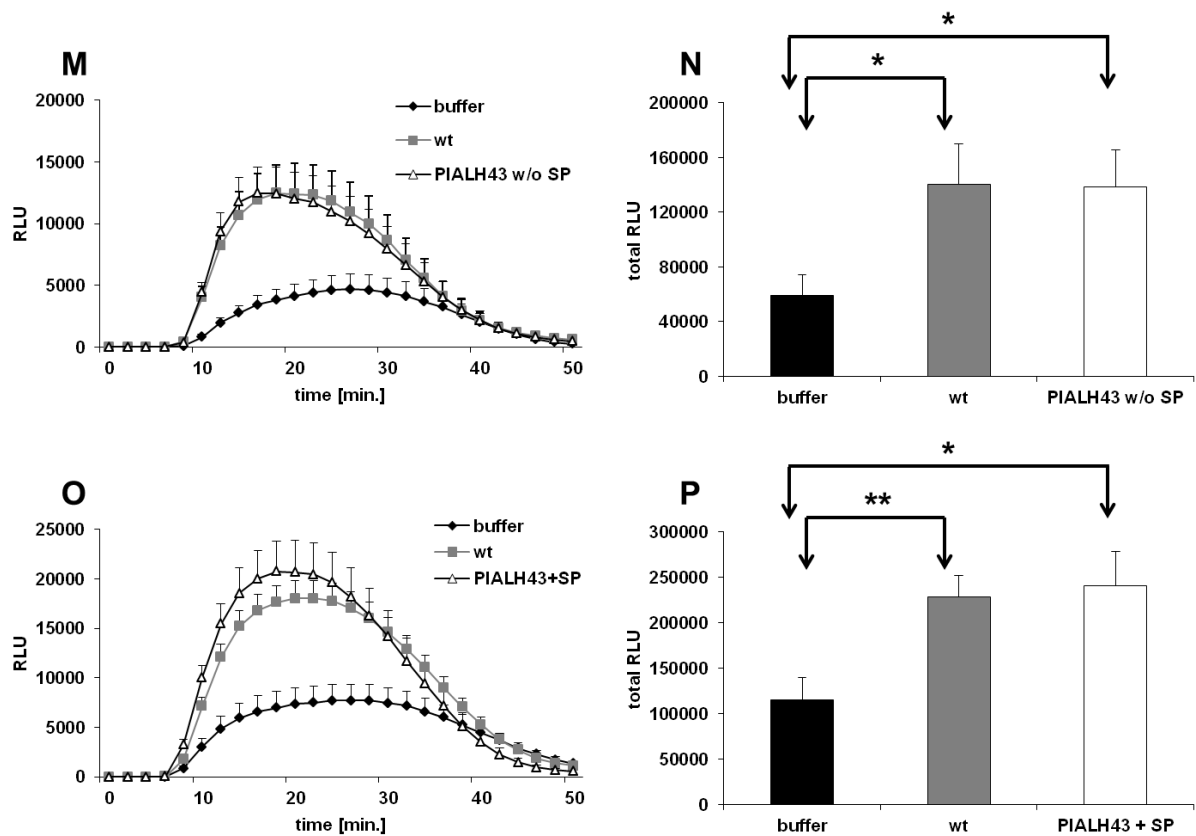 M
20000
15000
10000
5000
0
RLU
0 10 20 30 40 50
time [min.]
buffer
wt
PIALH43 w/o SP
N
*
*
200000
160000
120000
80000
40000
0
total RLU
buffer wt PIALH43 w/o SP
O
25000
20000
15000
10000
5000
0
RLU
0 10 20 30 40 50
time [min.]
buffer
wt
PIALH43+SP
P
*
**
300000
250000
200000
150000
100000
50000
0
total RLU
buffer wt PIALH43 + SP